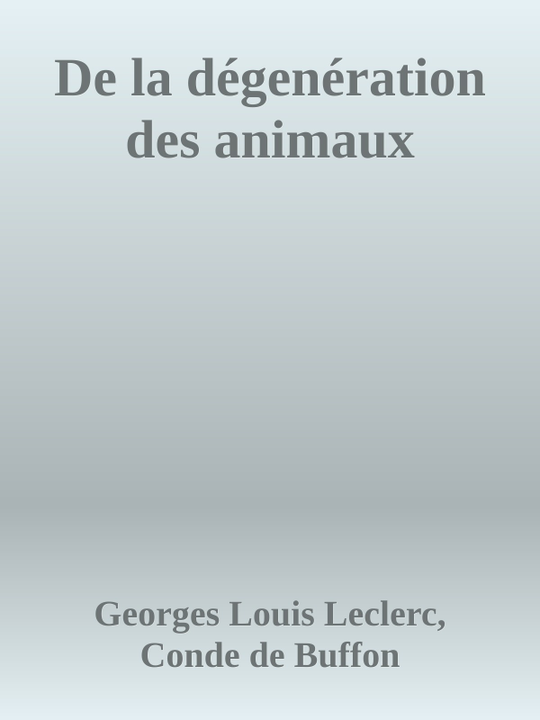 De la dégenération
des animaux
Georges Louis Leclerc,
Conde de Buffon